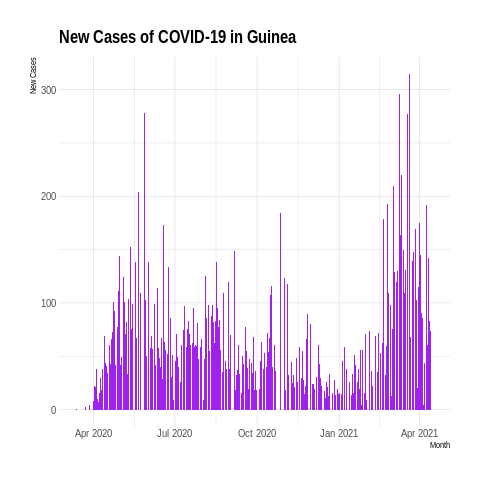 New Cases of COVID-19 in Guinea
New Cases
300
200
100
0
Apr 2020
Jul 2020
Oct 2020
Jan 2021
Apr 2021
Month